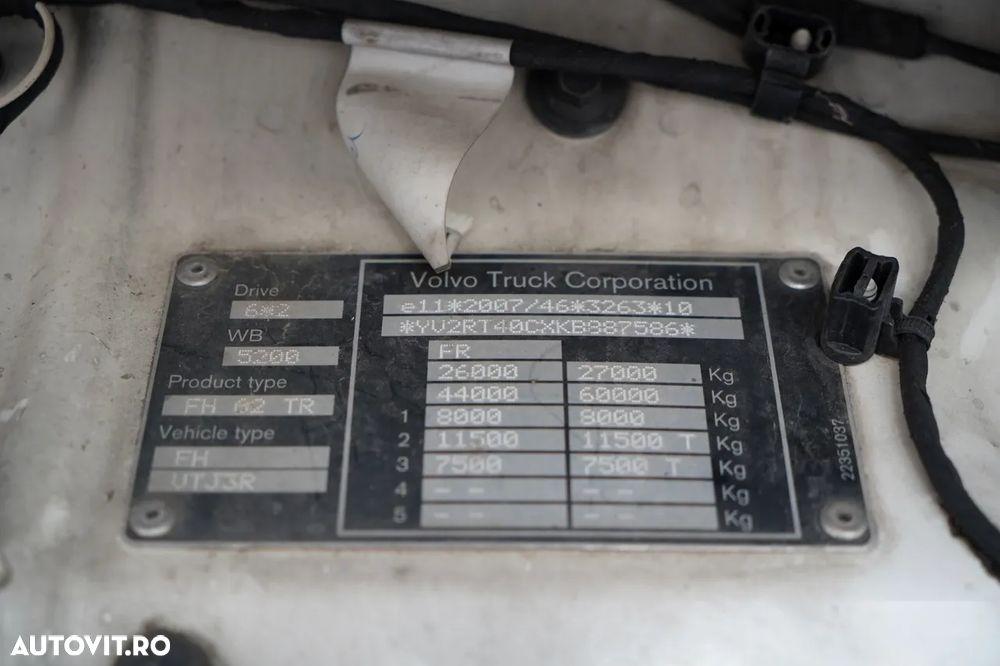 Drive
6*2
WB
5200
Product type
FH 62 TR
Vehicle type
FH
VTJ3R
Volvo Truck Corporation
e11*2007/46*3263*10
*YV2RT40CXKB887586*
FR
26000 27000 Kg
44000 60000 Kg
1 8000 8000 Kg
2 11500 11500 T Kg
3 7500 7500 T Kg
4 -- -- Kg
5 -- -- Kg
22351037
AUTOVIT.RO